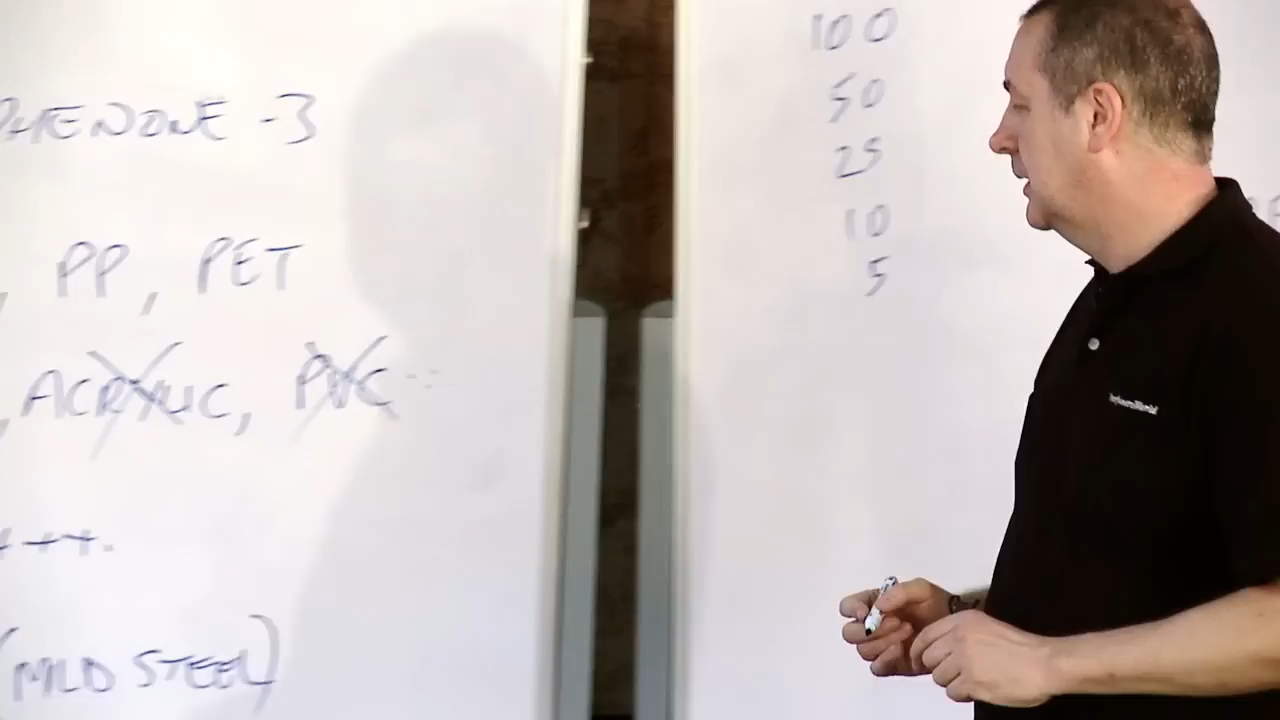 PHENONE -3
, PP, PET
, ACRYLIC, PVC
+++.
(MILD STEEL)
100
50
25
10
5